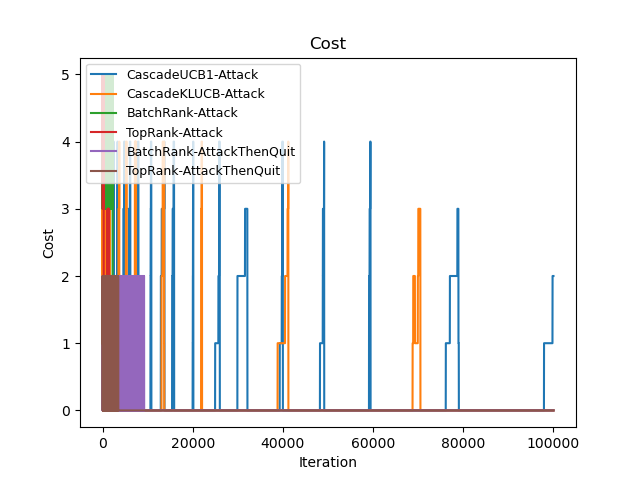 Cost
5
4
3
2
1
0
Cost
CascadeUCB1-Attack
CascadeKLUCB-Attack
BatchRank-Attack
TopRank-Attack
BatchRank-AttackThenQuit
TopRank-AttackThenQuit
0 20000 40000 60000 80000 100000
Iteration